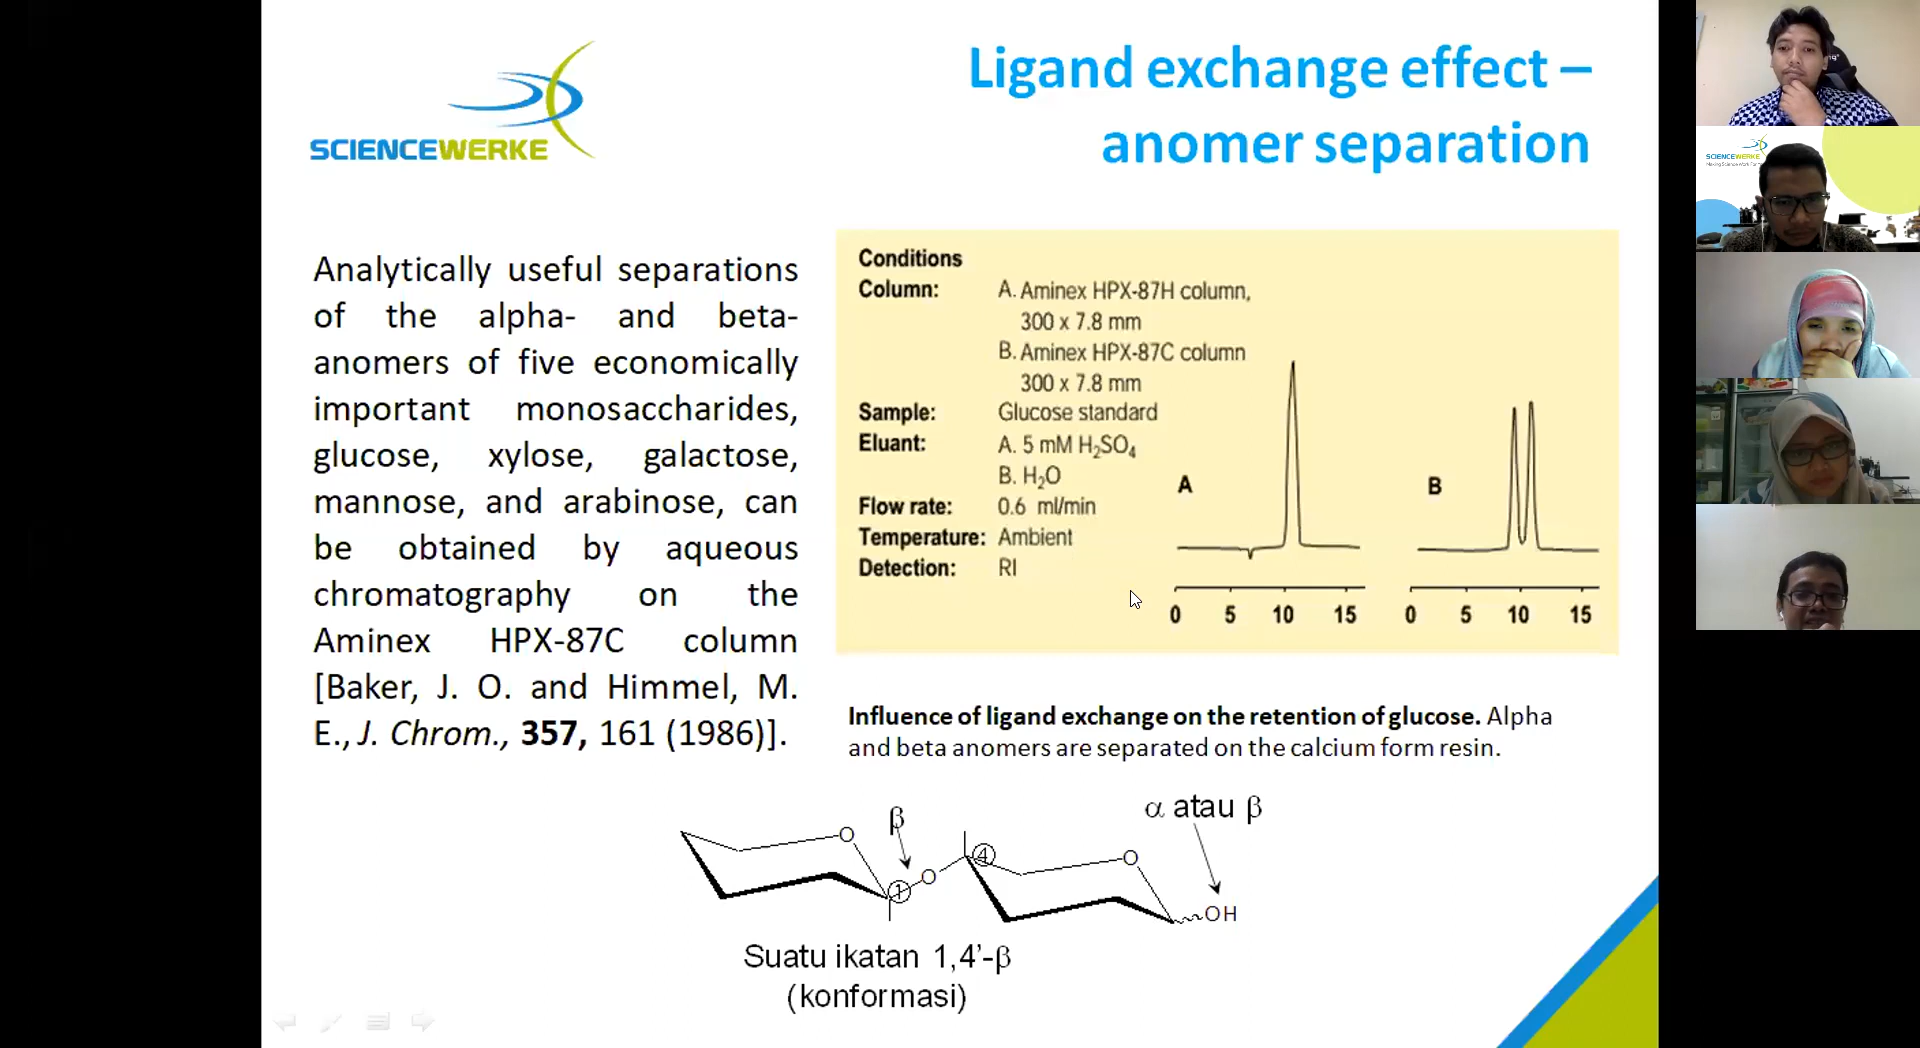 SCIENCEWERKE
Ligand exchange effect –
anomer separation
Analytically useful separations
of the alpha- and beta-
anomers of five economically
important monosaccharides,
glucose, xylose, galactose,
mannose, and arabinose, can
be obtained by aqueous
chromatography on the
Aminex HPX-87C column
[Baker, J. O. and Himmel, M.
E., J. Chrom., 357, 161 (1986)].
Conditions
Column: A. Aminex HPX-87H column,
300 x 7.8 mm
B. Aminex HPX-87C column
300 x 7.8 mm
Sample: Glucose standard
Eluant: A. 5 mM H₂SO₄
B. H₂O
Flow rate: 0.6 ml/min
Temperature: Ambient
Detection: RI
A
B
0 5 10 15
0 5 10 15
Influence of ligand exchange on the retention of glucose. Alpha
and beta anomers are separated on the calcium form resin.
β
α atau β
O
1
O
4
O
OH
Suatu ikatan 1,4’-β
(konformasi)
SCIENCEWERKE